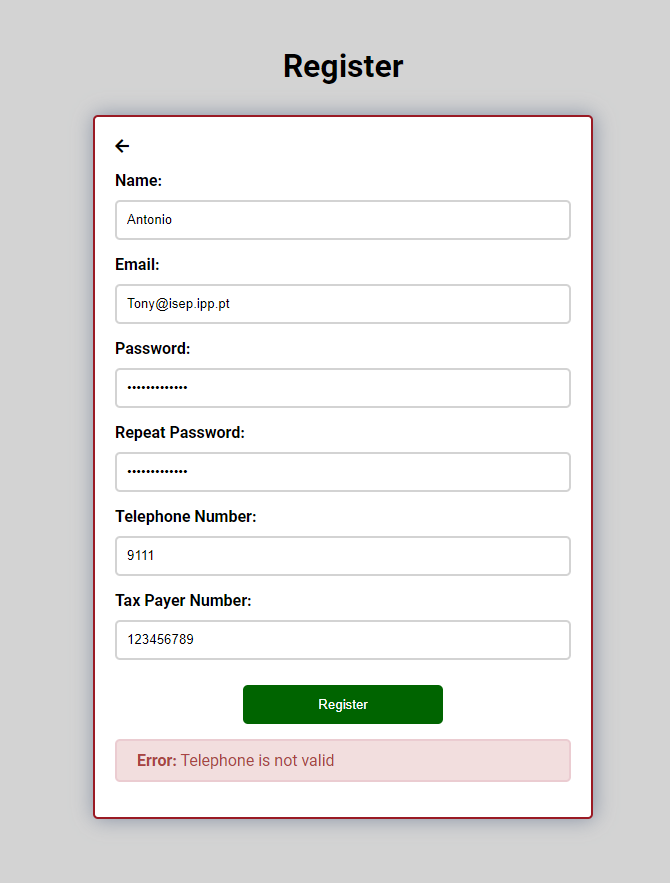 Register
Name:
Antonio
Email:
Tony@isep.ipp.pt
Password:
•••••••••••••
Repeat Password:
•••••••••••••
Telephone Number:
9111
Tax Payer Number:
123456789
Register
Error: Telephone is not valid